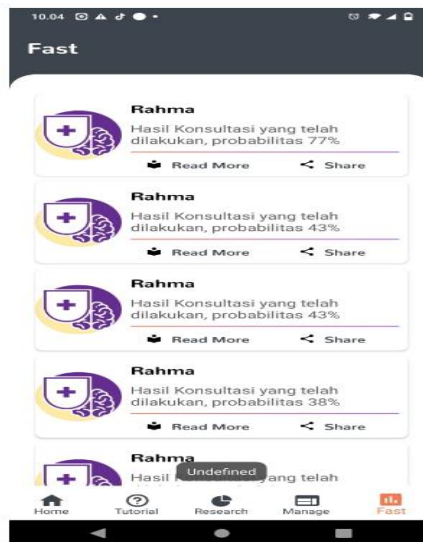 10.04
Fast
Rahma
Hasil Konsultasi yang telah
dilakukan, probabilitas 77%
Read More Share
Rahma
Hasil Konsultasi yang telah
dilakukan, probabilitas 43%
Read More Share
Rahma
Hasil Konsultasi yang telah
dilakukan, probabilitas 43%
Read More Share
Rahma
Hasil Konsultasi yang telah
dilakukan, probabilitas 38%
Read More Share
Rahma
Hasil yang telah
Undefined
Home Tutorial Research Manage Fast